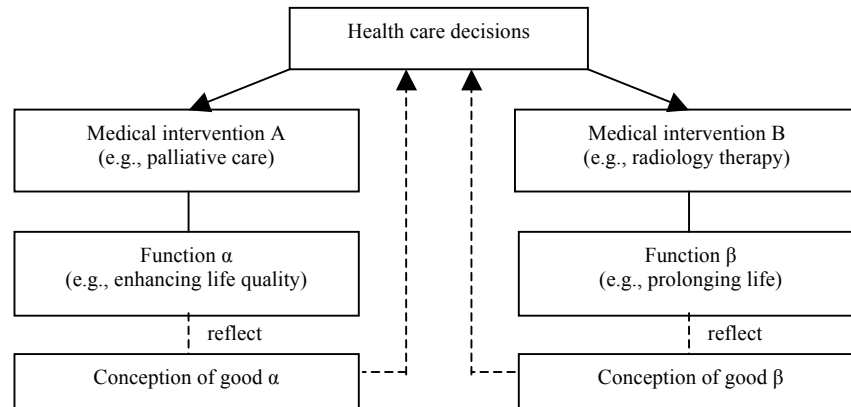 Health care decisions
Medical intervention A
(e.g., palliative care)
Medical intervention B
(e.g., radiology therapy)
Function α
(e.g., enhancing life quality)
Function β
(e.g., prolonging life)
reflect
reflect
Conception of good α
Conception of good β